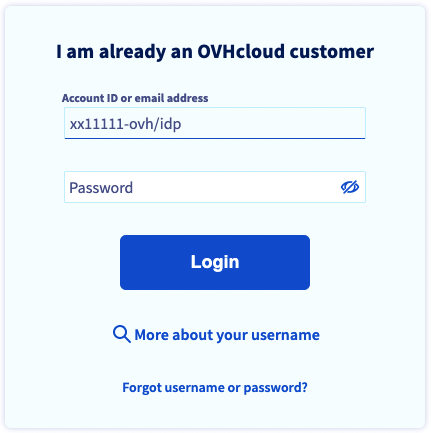 I am already an OVHcloud customer
Account ID or email address
xx11111-ovh/idp
Password
Login
More about your username
Forgot username or password?